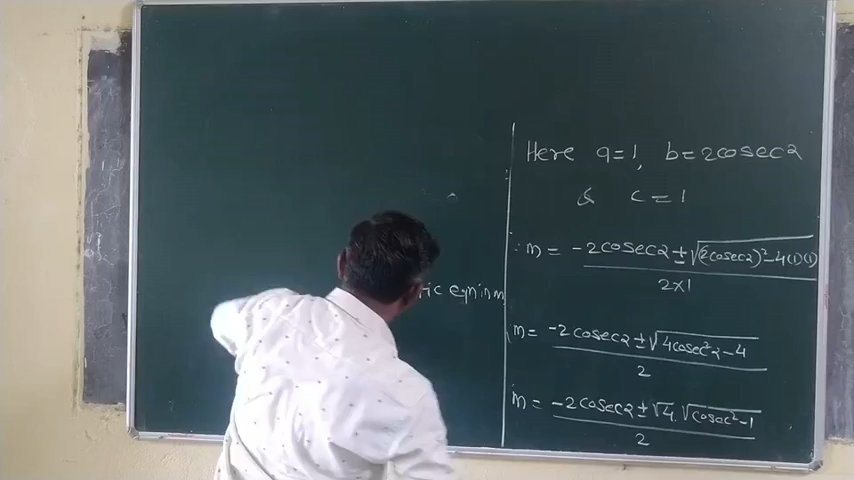 tic eqn in m
Here a=1, b=2cosec2
& c=1
∴ m = -2cosec2±√(2cosec2)²-4(1)(1) / 2×1
m = -2cosec2±√4cosec²2-4 / 2
m = -2cosec2±√4.√cosec²-1 / 2